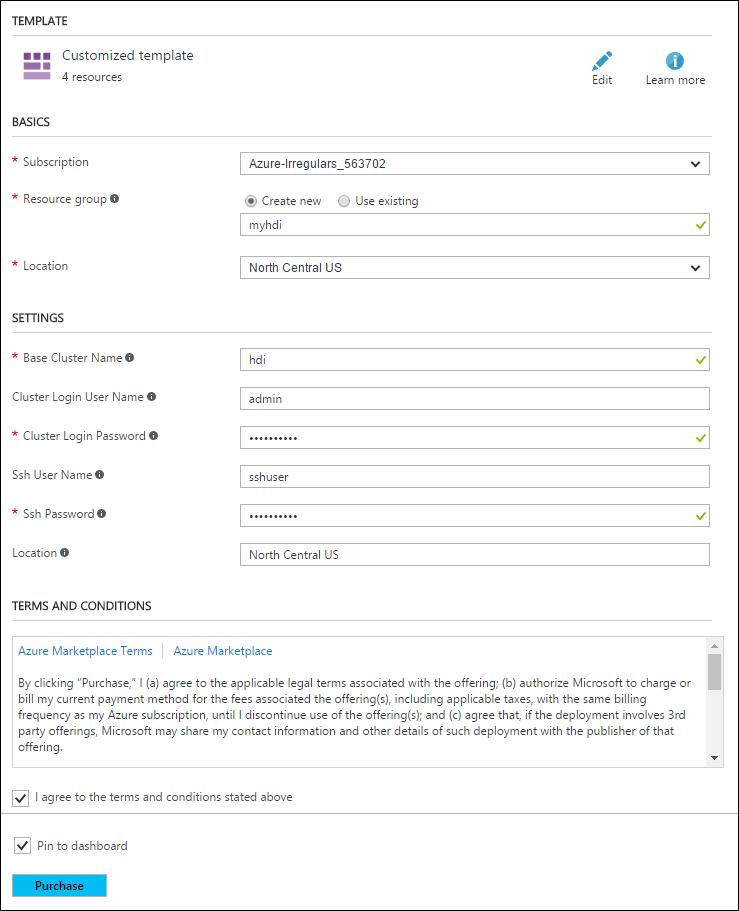 TEMPLATE
Customized template
4 resources
Edit
Learn more
BASICS
* Subscription
Azure-Irregulars_563702
* Resource group
Create new
Use existing
myhdi
* Location
North Central US
SETTINGS
* Base Cluster Name
hdi
Cluster Login User Name
admin
* Cluster Login Password
••••••••••
Ssh User Name
sshuser
* Ssh Password
••••••••••
Location
North Central US
TERMS AND CONDITIONS
Azure Marketplace Terms | Azure Marketplace
By clicking “Purchase,” I (a) agree to the applicable legal terms associated with the offering; (b) authorize Microsoft to charge or
bill my current payment method for the fees associated the offering(s), including applicable taxes, with the same billing
frequency as my Azure subscription, until I discontinue use of the offering(s); and (c) agree that, if the deployment involves 3rd
party offerings, Microsoft may share my contact information and other details of such deployment with the publisher of that
offering.
I agree to the terms and conditions stated above
Pin to dashboard
Purchase